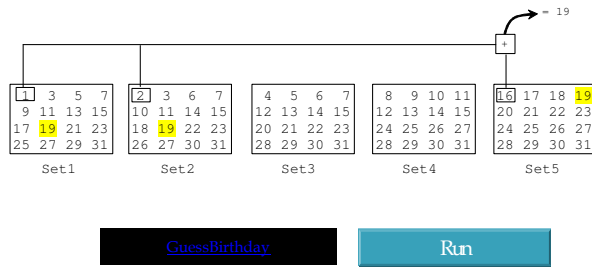 = 19
+
1 3 5 7
9 11 13 15
17 19 21 23
25 27 29 31
Set1
2 3 6 7
10 11 14 15
18 19 22 23
26 27 30 31
Set2
4 5 6 7
12 13 14 15
20 21 22 23
28 29 30 31
Set3
8 9 10 11
12 13 14 15
24 25 26 27
28 29 30 31
Set4
16 17 18 19
20 21 22 23
24 25 26 27
28 29 30 31
Set5
GuessBirthday
Run